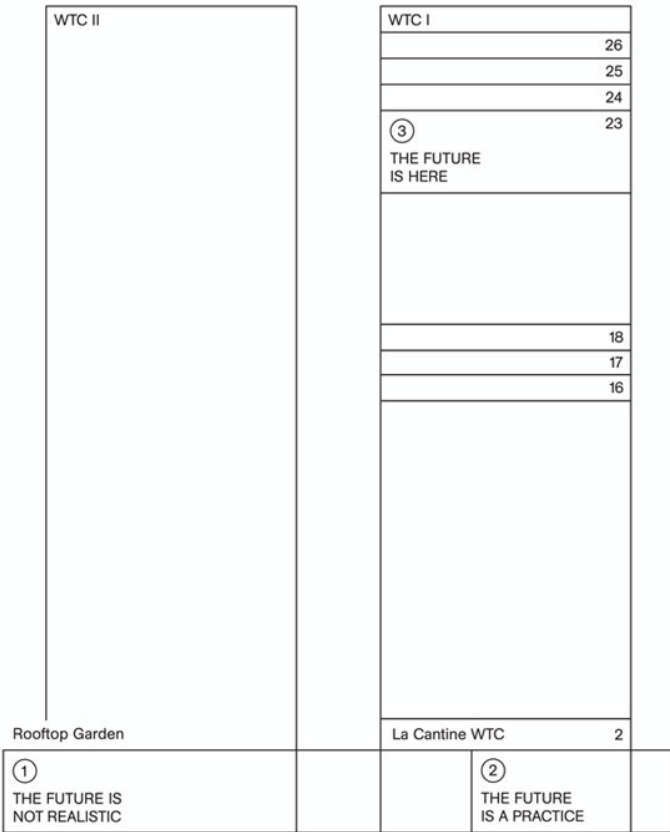 WTC II
WTC I
26
25
24
23
3
THE FUTURE
IS HERE
18
17
16
Rooftop Garden
La Cantine WTC 2
1
THE FUTURE IS
NOT REALISTIC
2
THE FUTURE
IS A PRACTICE